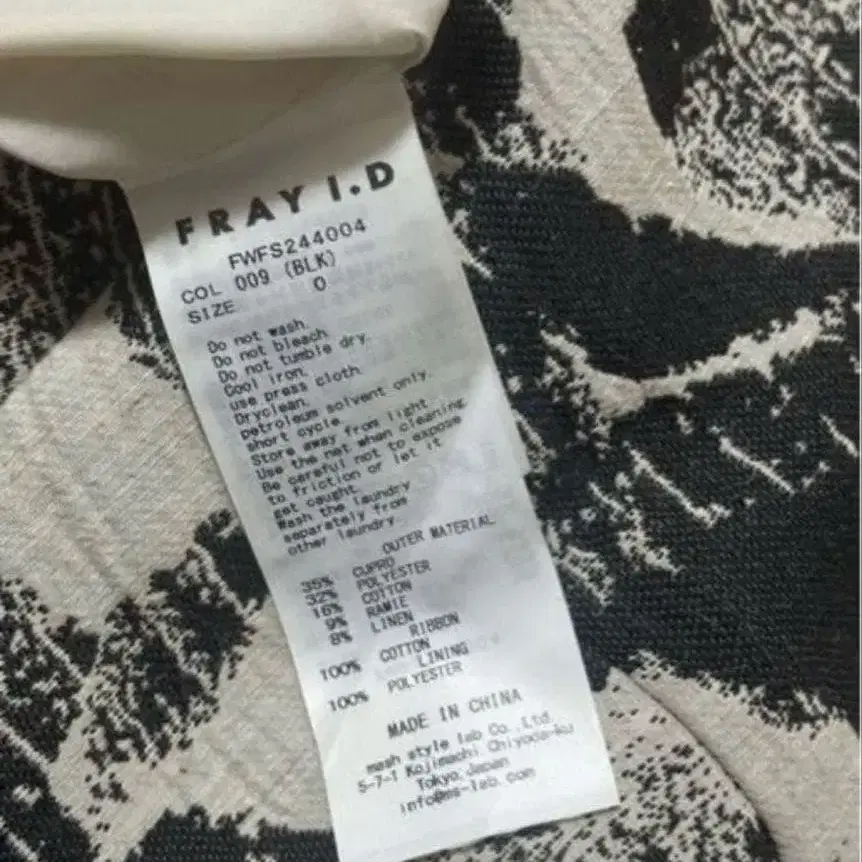 FRAY I.D
FWFS244004
COL 009 (BLK)
SIZE 0
Do not wash.
Do not bleach.
Do not tumble dry.
Cool iron.
use press cloth.
Dryclean.
petroleum solvent only.
short cycle.
Store away from light.
Use the net when cleaning.
Be careful not to expose
to friction or let it
get caught.
Wash the laundry
separately from
other laundry.
OUTER MATERIAL
35% CUPRO
32% POLYESTER
16% COTTON
9% RAMIE
8% LINEN
RIBBON
100% COTTON
LINING
100% POLYESTER
MADE IN CHINA
mash style lab Co.,Ltd.
5-7-1 Kojimachi Chiyoda-ku
Tokyo, Japan
info@ms-lab.com